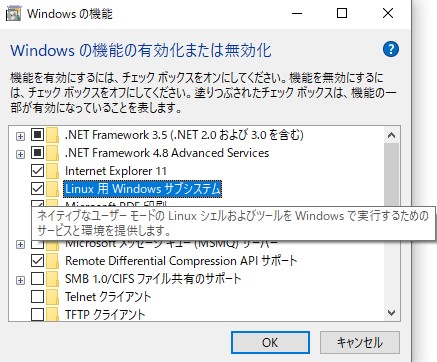 Windows の機能
Windows の機能の有効化または無効化
機能を有効にするには、チェック ボックスをオンにしてください。機能を無効にするに
は、チェック ボックスをオフにしてください。塗りつぶされたチェック ボックスは、機能の一
部が有効になっていることを表します。
.NET Framework 3.5 (.NET 2.0 および 3.0 を含む)
.NET Framework 4.8 Advanced Services
Internet Explorer 11
Linux 用 Windows サブシステム
ネイティブなユーザー モードの Linux シェルおよびツールを Windows で実行するための
サービスと環境を提供します。
Microsoft メッセージ キュー (MSMQ) サーバー
Remote Differential Compression API サポート
SMB 1.0/CIFS ファイル共有のサポート
Telnet クライアント
TFTP クライアント
OK
キャンセル